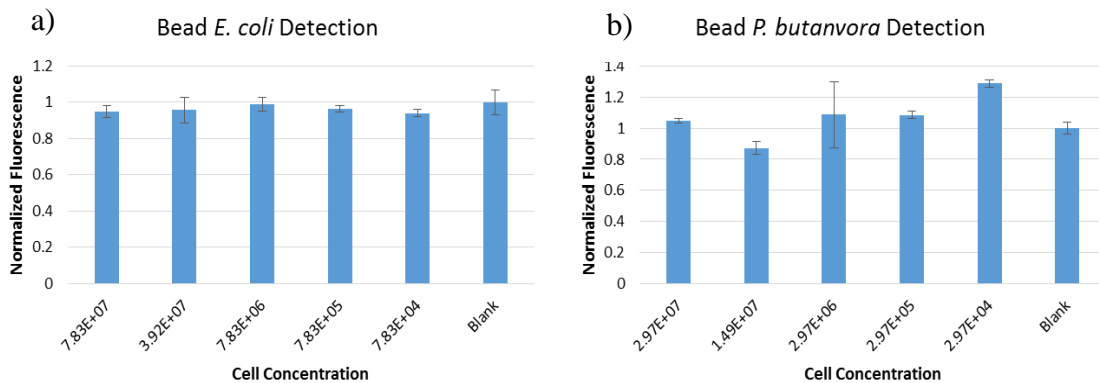 a)
Bead E. coli Detection
Normalized Fluorescence
1.2
1
0.8
0.6
0.4
0.2
0
7.83E+07
3.92E+07
7.83E+06
7.83E+05
7.83E+04
Blank
Cell Concentration
b)
Bead P. butanvora Detection
Normalized Fluorescence
1.4
1.2
1
0.8
0.6
0.4
0.2
0
2.97E+07
1.49E+07
2.97E+06
2.97E+05
2.97E+04
Blank
Cell Concentration